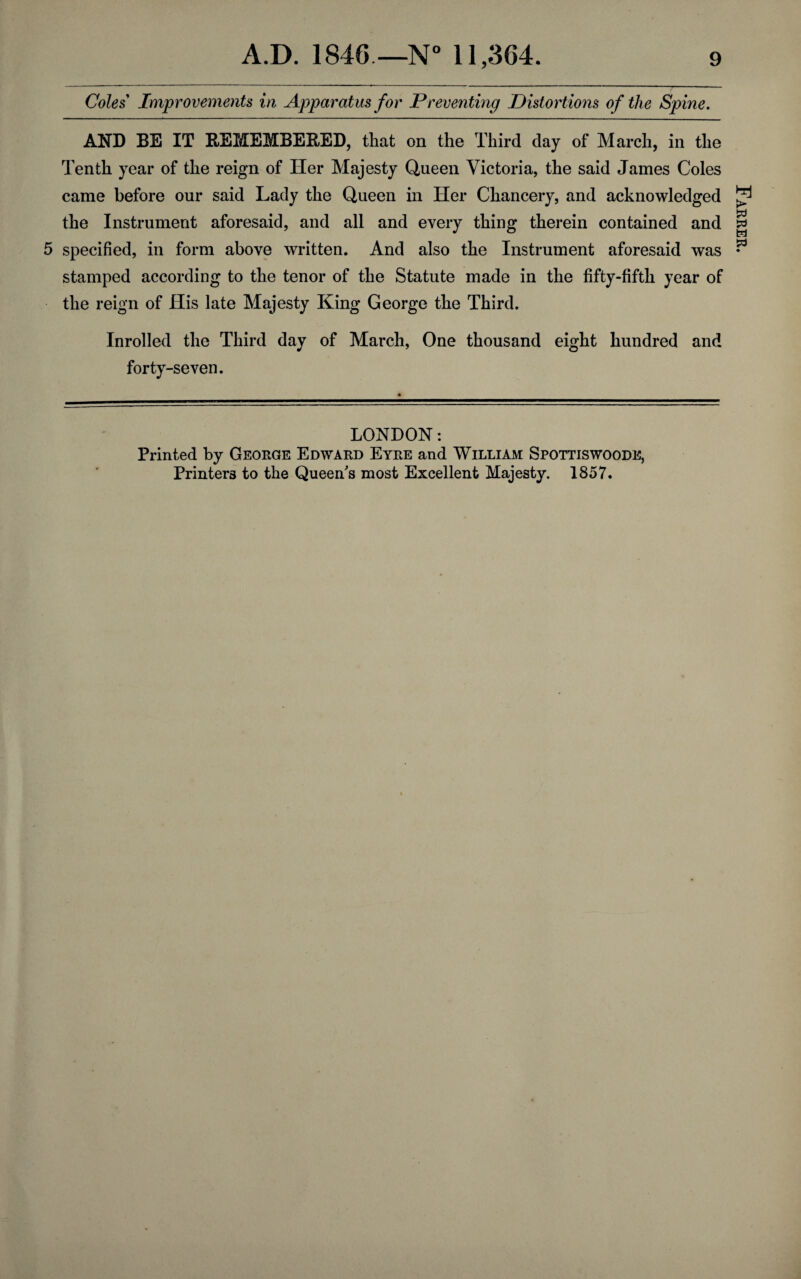 A.D. 1846.—N° 11,364. 9
Coles' Improvements in Apparatus for Preventing Distortions of the Spine.
AND BE IT REMEMBERED, that on the Third day of March, in the
Tenth year of the reign of Her Majesty Queen Victoria, the said James Coles
came before our said Lady the Queen in Her Chancery, and acknowledged
the Instrument aforesaid, and all and every thing therein contained and
5 specified, in form above written. And also the Instrument aforesaid was
stamped according to the tenor of the Statute made in the fifty-fifth year of
the reign of His late Majesty King George the Third.
Inrolled the Third day of March, One thousand eight hundred and
forty-seven.
LONDON:
Printed by GEORGE EDWARD EYRE and WILLIAM SPOTTISWOODE,
Printers to the Queen's most Excellent Majesty. 1857.
FARRER.